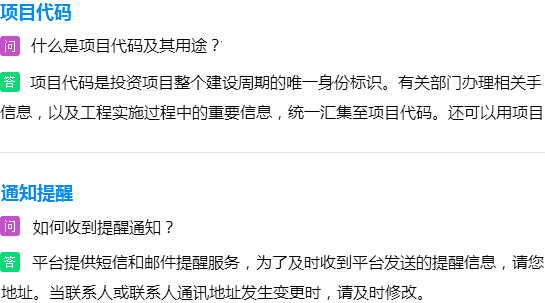 项目代码
问 什么是项目代码及其用途？
答 项目代码是投资项目整个建设周期的唯一身份标识。有关部门办理相关手
信息，以及工程实施过程中的重要信息，统一汇集至项目代码。还可以用项目
通知提醒
问 如何收到提醒通知？
答 平台提供短信和邮件提醒服务，为了及时收到平台发送的提醒信息，请您
地址。当联系人或联系人通讯地址发生变更时，请及时修改。